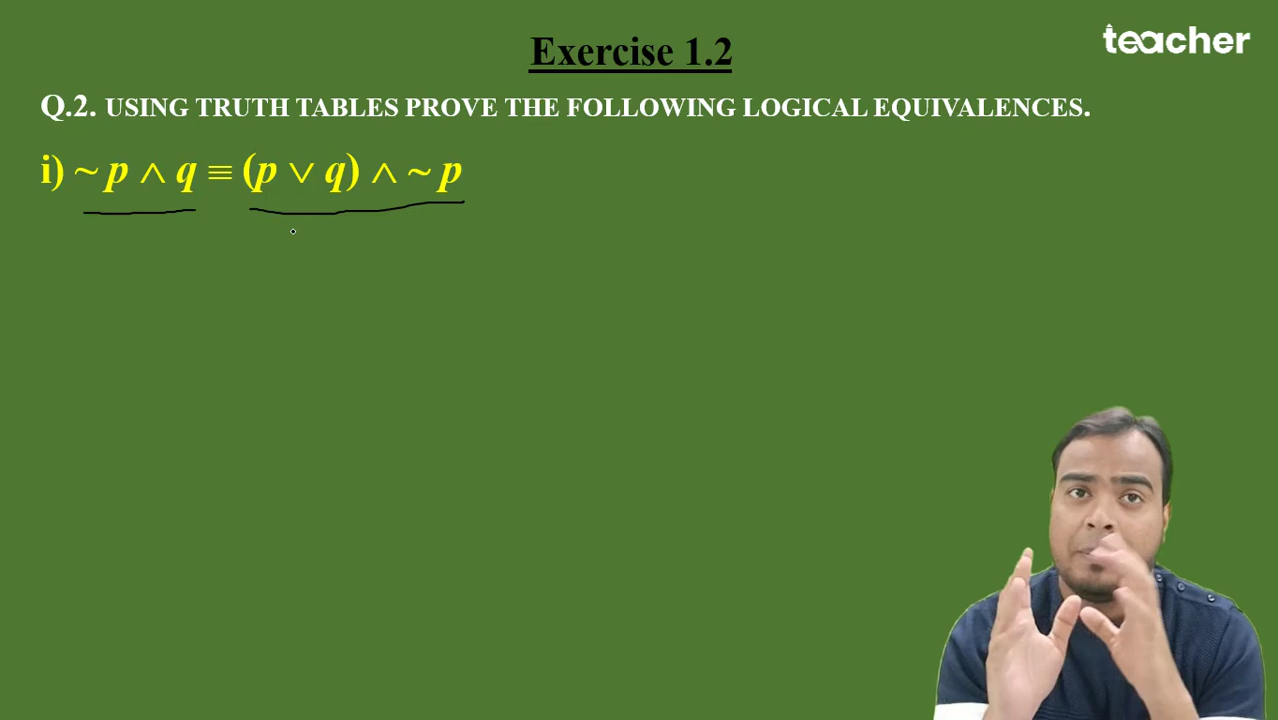 teacher
Exercise 1.2
Q.2. USING TRUTH TABLES PROVE THE FOLLOWING LOGICAL EQUIVALENCES.
i) ~ p ∧ q ≡ (p ∨ q) ∧ ~ p